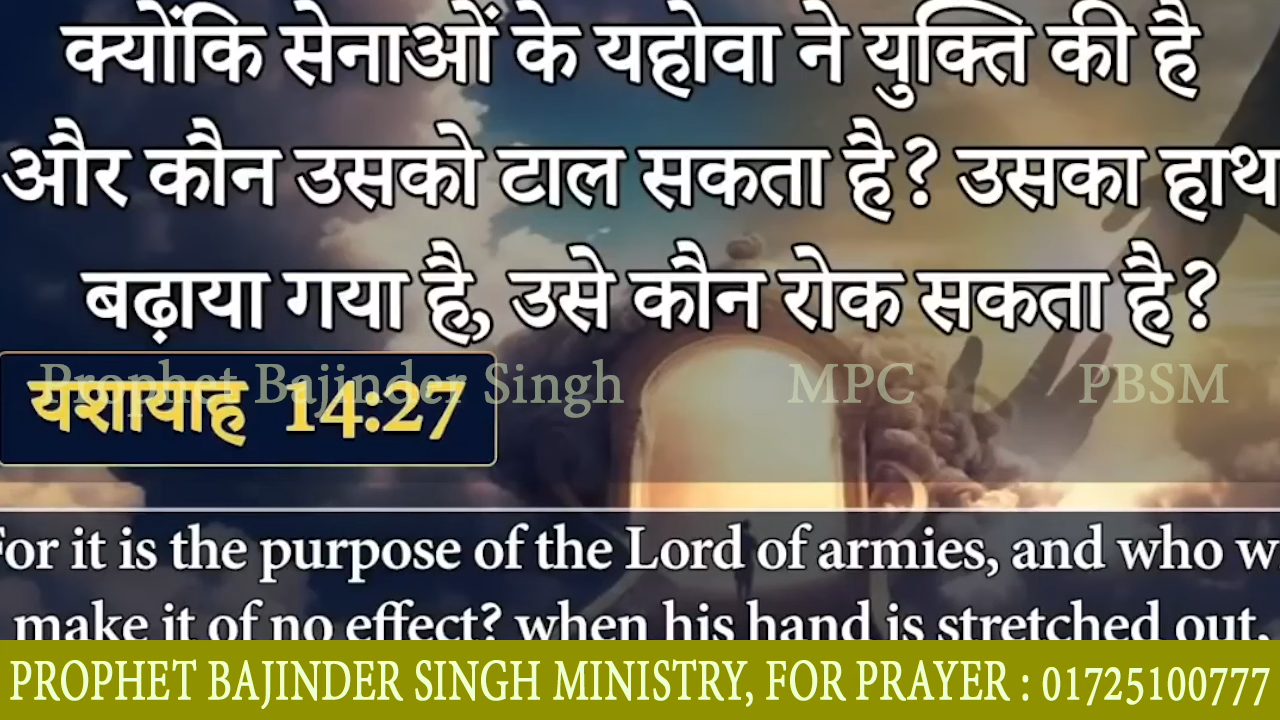 क्योंकि सेनाओं के यहोवा ने युक्ति की है
और कौन उसको टाल सकता है? उसका हाथ
बढ़ाया गया है, उसे कौन रोक सकता है?
Prophet Bajinder Singh MPC PBSM
यशायाह 14:27
For it is the purpose of the Lord of armies, and who
make it of no effect? when his hand is stretched out,
PROPHET BAJINDER SINGH MINISTRY, FOR PRAYER : 01725100777